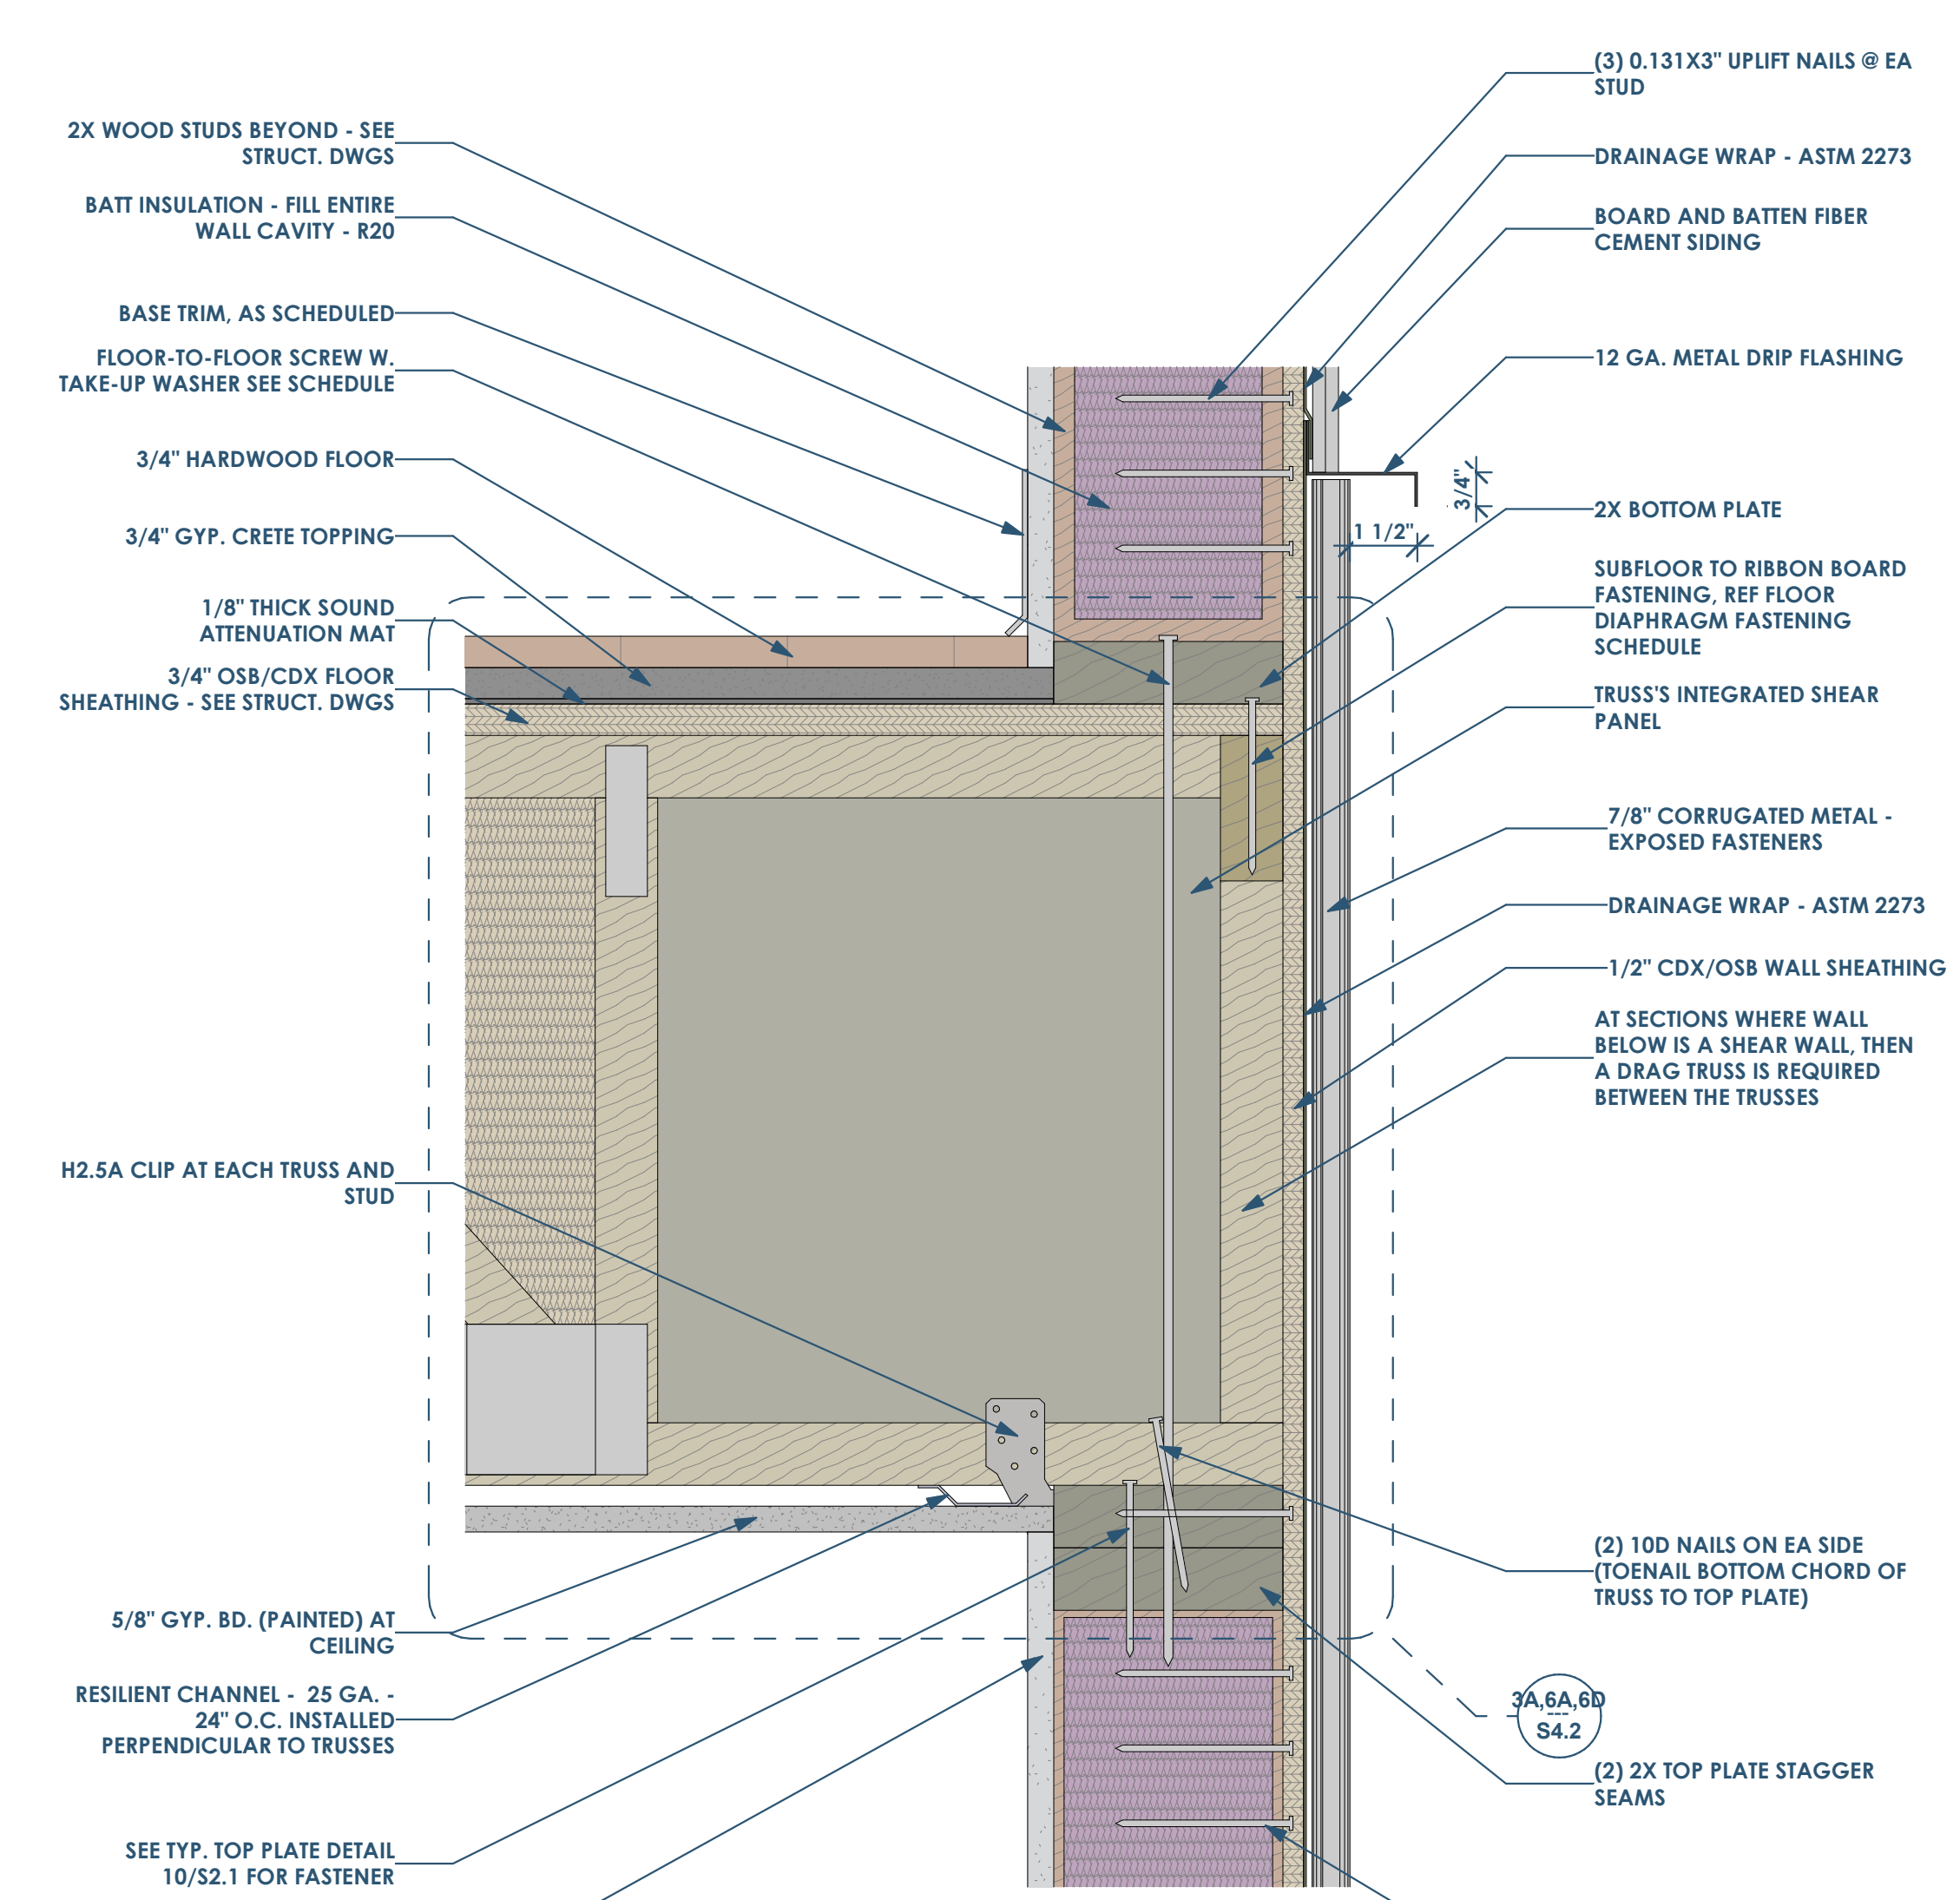 2X WOOD STUDS BEYOND - SEE
STRUCT. DWGS
BATT INSULATION - FILL ENTIRE
WALL CAVITY - R20
BASE TRIM, AS SCHEDULED
FLOOR-TO-FLOOR SCREW W.
TAKE-UP WASHER SEE SCHEDULE
3/4" HARDWOOD FLOOR
3/4" GYP. CRETE TOPPING
1/8" THICK SOUND
ATTENUATION MAT
3/4" OSB/CDX FLOOR
SHEATHING - SEE STRUCT. DWGS
H2.5A CLIP AT EACH TRUSS AND
STUD
5/8" GYP. BD. (PAINTED) AT
CEILING
RESILIENT CHANNEL - 25 GA. -
24" O.C. INSTALLED
PERPENDICULAR TO TRUSSES
SEE TYP. TOP PLATE DETAIL
10/S2.1 FOR FASTENER
(3) 0.131X3" UPLIFT NAILS @ EA
STUD
DRAINAGE WRAP - ASTM 2273
BOARD AND BATTEN FIBER
CEMENT SIDING
12 GA. METAL DRIP FLASHING
3/4"
1 1/2"
2X BOTTOM PLATE
SUBFLOOR TO RIBBON BOARD
FASTENING, REF FLOOR
DIAPHRAGM FASTENING
SCHEDULE
TRUSS'S INTEGRATED SHEAR
PANEL
7/8" CORRUGATED METAL -
EXPOSED FASTENERS
DRAINAGE WRAP - ASTM 2273
1/2" CDX/OSB WALL SHEATHING
AT SECTIONS WHERE WALL
BELOW IS A SHEAR WALL, THEN
A DRAG TRUSS IS REQUIRED
BETWEEN THE TRUSSES
(2) 10D NAILS ON EA SIDE
(TOENAIL BOTTOM CHORD OF
TRUSS TO TOP PLATE)
3A,6A,6D
---
S4.2
(2) 2X TOP PLATE STAGGER
SEAMS